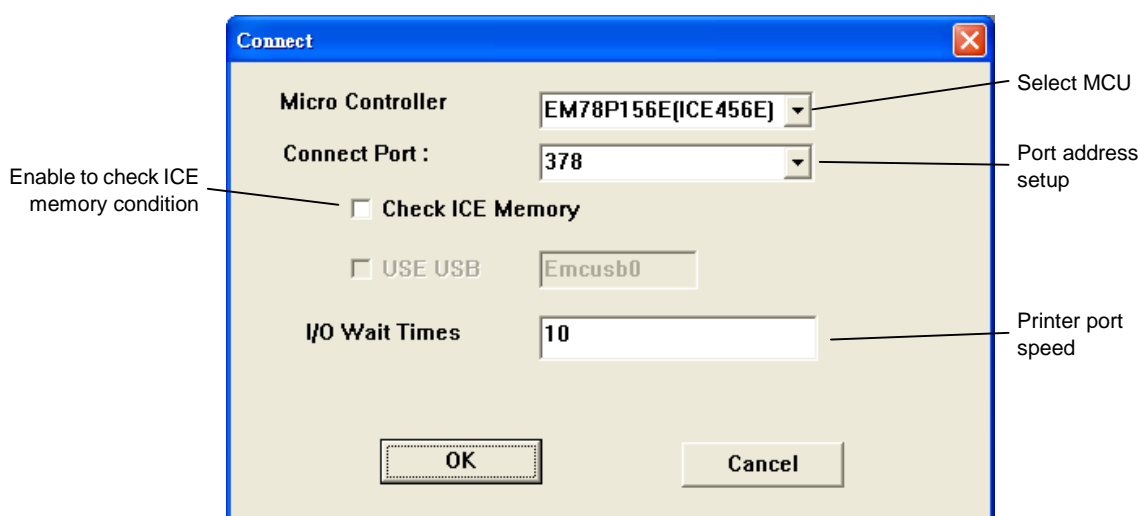 Connect
Micro Controller
EM78P156E(ICE456E)
Select MCU
Connect Port :
378
Port address
setup
Enable to check ICE
memory condition
Check ICE Memory
USE USB
Emcusb0
I/O Wait Times
10
Printer port
speed
OK
Cancel